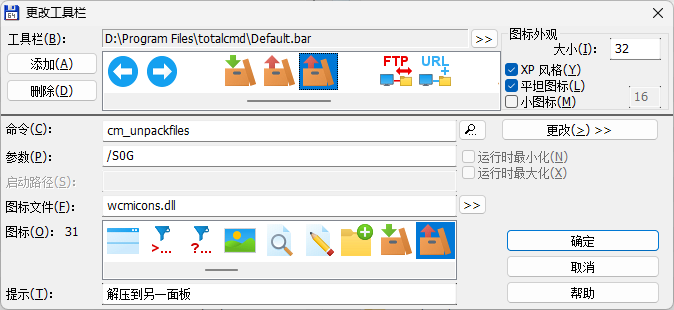 更改工具栏
工具栏(B): D:\Program Files\totalcmd\Default.bar >>
图标外观
大小(I): 32
添加(A)
删除(D)
FTP URL
XP 风格(Y)
平坦图标(L)
小图标(M) 16
命令(C): cm_unpackfiles 更改(>) >>
参数(P): /S0G 运行时最小化(N)
启动路径(S): 运行时最大化(X)
图标文件(F): wcmicons.dll >>
图标(O): 31
>... ?...
确定
取消
提示(T): 解压到另一面板 帮助